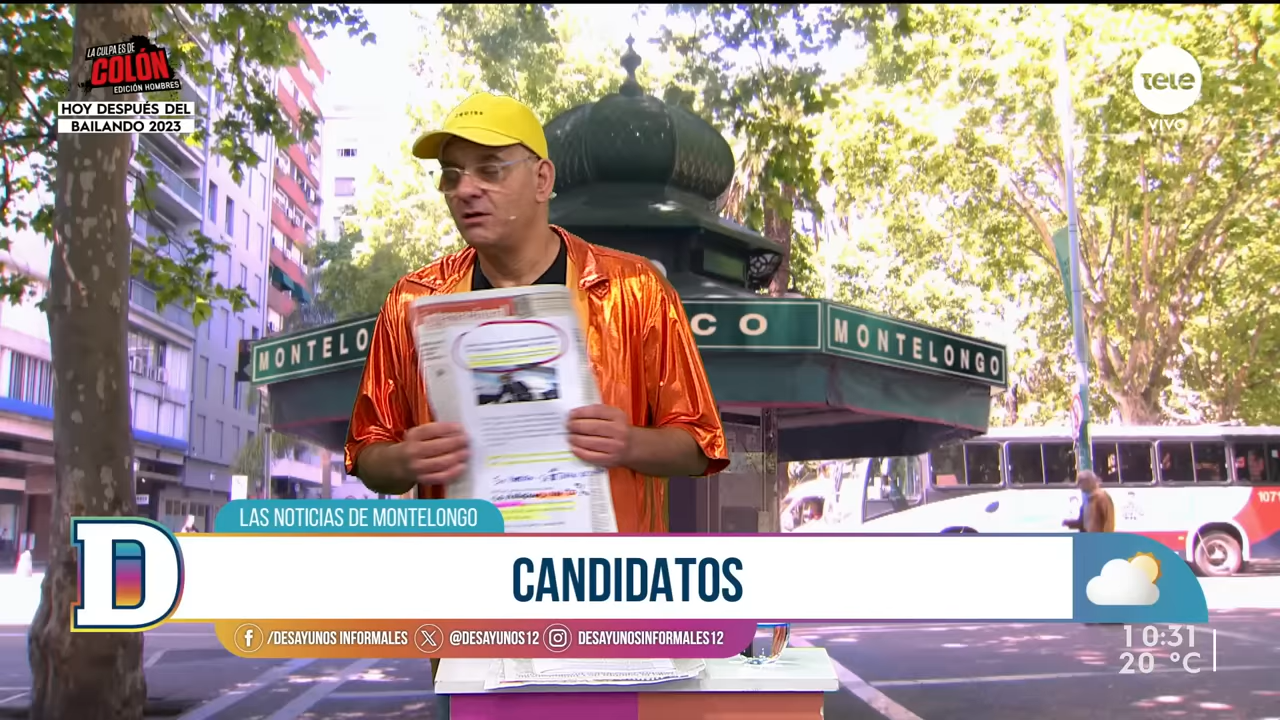 LA CULPA ES DE
COLÓN
EDICIÓN HOMBRES
HOY DESPUÉS DEL
BAILANDO 2023
TELE
VIVO
MONTELO
CO
MONTELONGO
1071
LAS NOTICIAS DE MONTELONGO
D
CANDIDATOS
/DESAYUNOS INFORMALES
@DESAYUNOS12
DESAYUNOSINFORMALES12
10:31
20 °C